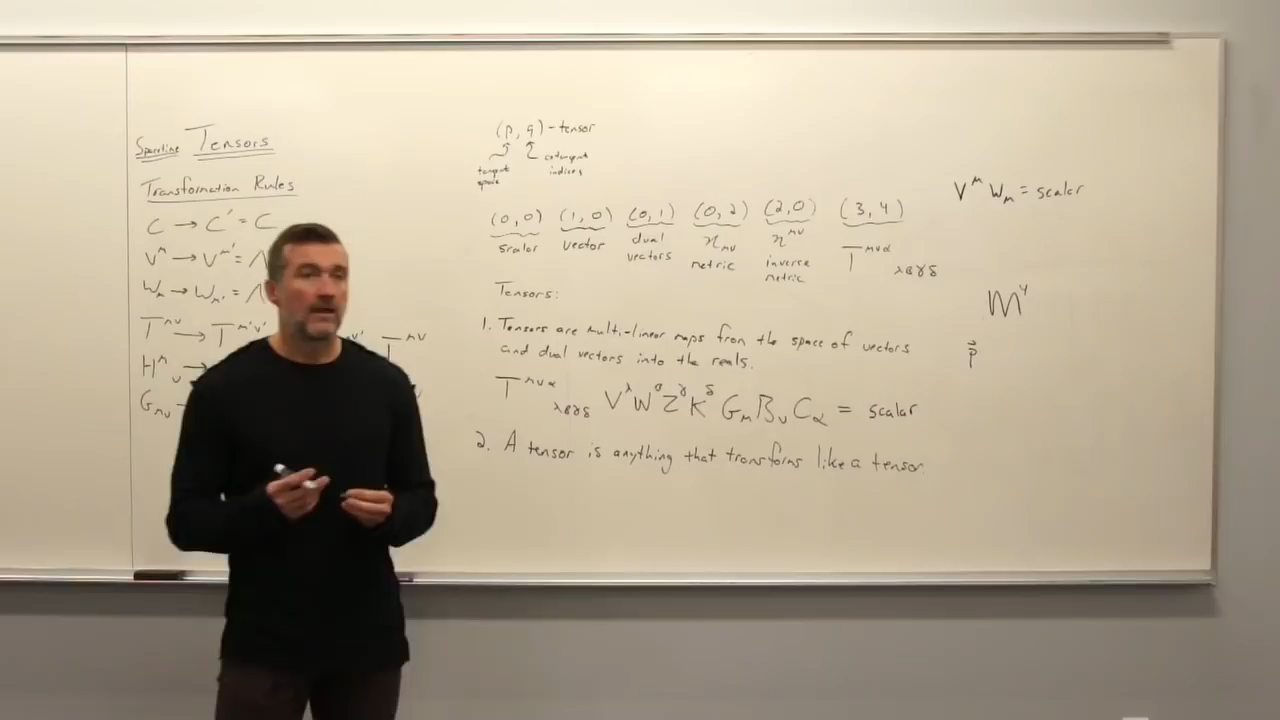 Spacetime Tensors
Transformation Rules
C → C' = C
V^μ → V^μ' = Λ
W_μ → W_μ' = Λ
T^μν → T^μ'ν' ν' T^μν
H^μ_ν →
G_μν
(p, q) - tensor
tangent space
cotangent indices
(0, 0) (1, 0) (0, 1) (0, 2) (2, 0) (3, 4)
scalar vector dual vectors η_μν metric η^μν inverse metric T^μνα_λβγδ
Tensors:
1. Tensors are multi-linear maps from the space of vectors
and dual vectors into the reals.
T^μνα_λβγδ V^λ W^σ Z^γ K^δ G_μ B_ν C_α = scalar
2. A tensor is anything that transforms like a tensor
V^μ W_μ = scalar
M^4
p⃗